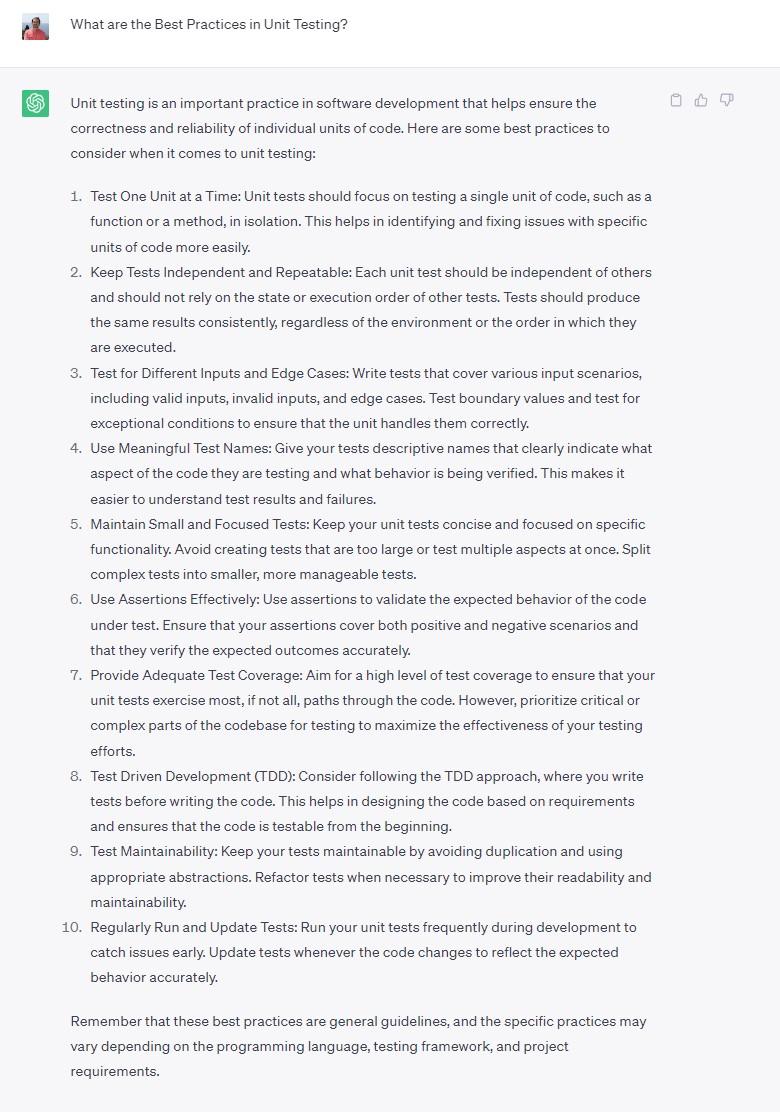 What are the Best Practices in Unit Testing?
Unit testing is an important practice in software development that helps ensure the
correctness and reliability of individual units of code. Here are some best practices to
consider when it comes to unit testing:
1. Test One Unit at a Time: Unit tests should focus on testing a single unit of code, such as a
function or a method, in isolation. This helps in identifying and fixing issues with specific
units of code more easily.
2. Keep Tests Independent and Repeatable: Each unit test should be independent of others
and should not rely on the state or execution order of other tests. Tests should produce
the same results consistently, regardless of the environment or the order in which they
are executed.
3. Test for Different Inputs and Edge Cases: Write tests that cover various input scenarios,
including valid inputs, invalid inputs, and edge cases. Test boundary values and test for
exceptional conditions to ensure that the unit handles them correctly.
4. Use Meaningful Test Names: Give your tests descriptive names that clearly indicate what
aspect of the code they are testing and what behavior is being verified. This makes it
easier to understand test results and failures.
5. Maintain Small and Focused Tests: Keep your unit tests concise and focused on specific
functionality. Avoid creating tests that are too large or test multiple aspects at once. Split
complex tests into smaller, more manageable tests.
6. Use Assertions Effectively: Use assertions to validate the expected behavior of the code
under test. Ensure that your assertions cover both positive and negative scenarios and
that they verify the expected outcomes accurately.
7. Provide Adequate Test Coverage: Aim for a high level of test coverage to ensure that your
unit tests exercise most, if not all, paths through the code. However, prioritize critical or
complex parts of the codebase for testing to maximize the effectiveness of your testing
efforts.
8. Test Driven Development (TDD): Consider following the TDD approach, where you write
tests before writing the code. This helps in designing the code based on requirements
and ensures that the code is testable from the beginning.
9. Test Maintainability: Keep your tests maintainable by avoiding duplication and using
appropriate abstractions. Refactor tests when necessary to improve their readability and
maintainability.
10. Regularly Run and Update Tests: Run your unit tests frequently during development to
catch issues early. Update tests whenever the code changes to reflect the expected
behavior accurately.
Remember that these best practices are general guidelines, and the specific practices may
vary depending on the programming language, testing framework, and project
requirements.